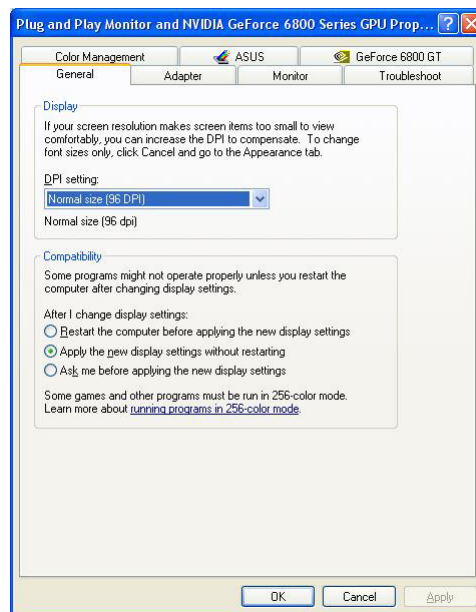 Plug and Play Monitor and NVIDIA GeForce 6800 Series GPU Prop...
Color Management
ASUS
GeForce 6800 GT
General
Adapter
Monitor
Troubleshoot
Display
If your screen resolution makes screen items too small to view
comfortably, you can increase the DPI to compensate. To change
font sizes only, click Cancel and go to the Appearance tab.
DPI setting:
Normal size (96 DPI)
Normal size (96 dpi)
Compatibility
Some programs might not operate properly unless you restart the
computer after changing display settings.
After I change display settings:
Restart the computer before applying the new display settings
Apply the new display settings without restarting
Ask me before applying the new display settings
Some games and other programs must be run in 256-color mode.
Learn more about running programs in 256-color mode.
OK
Cancel
Apply